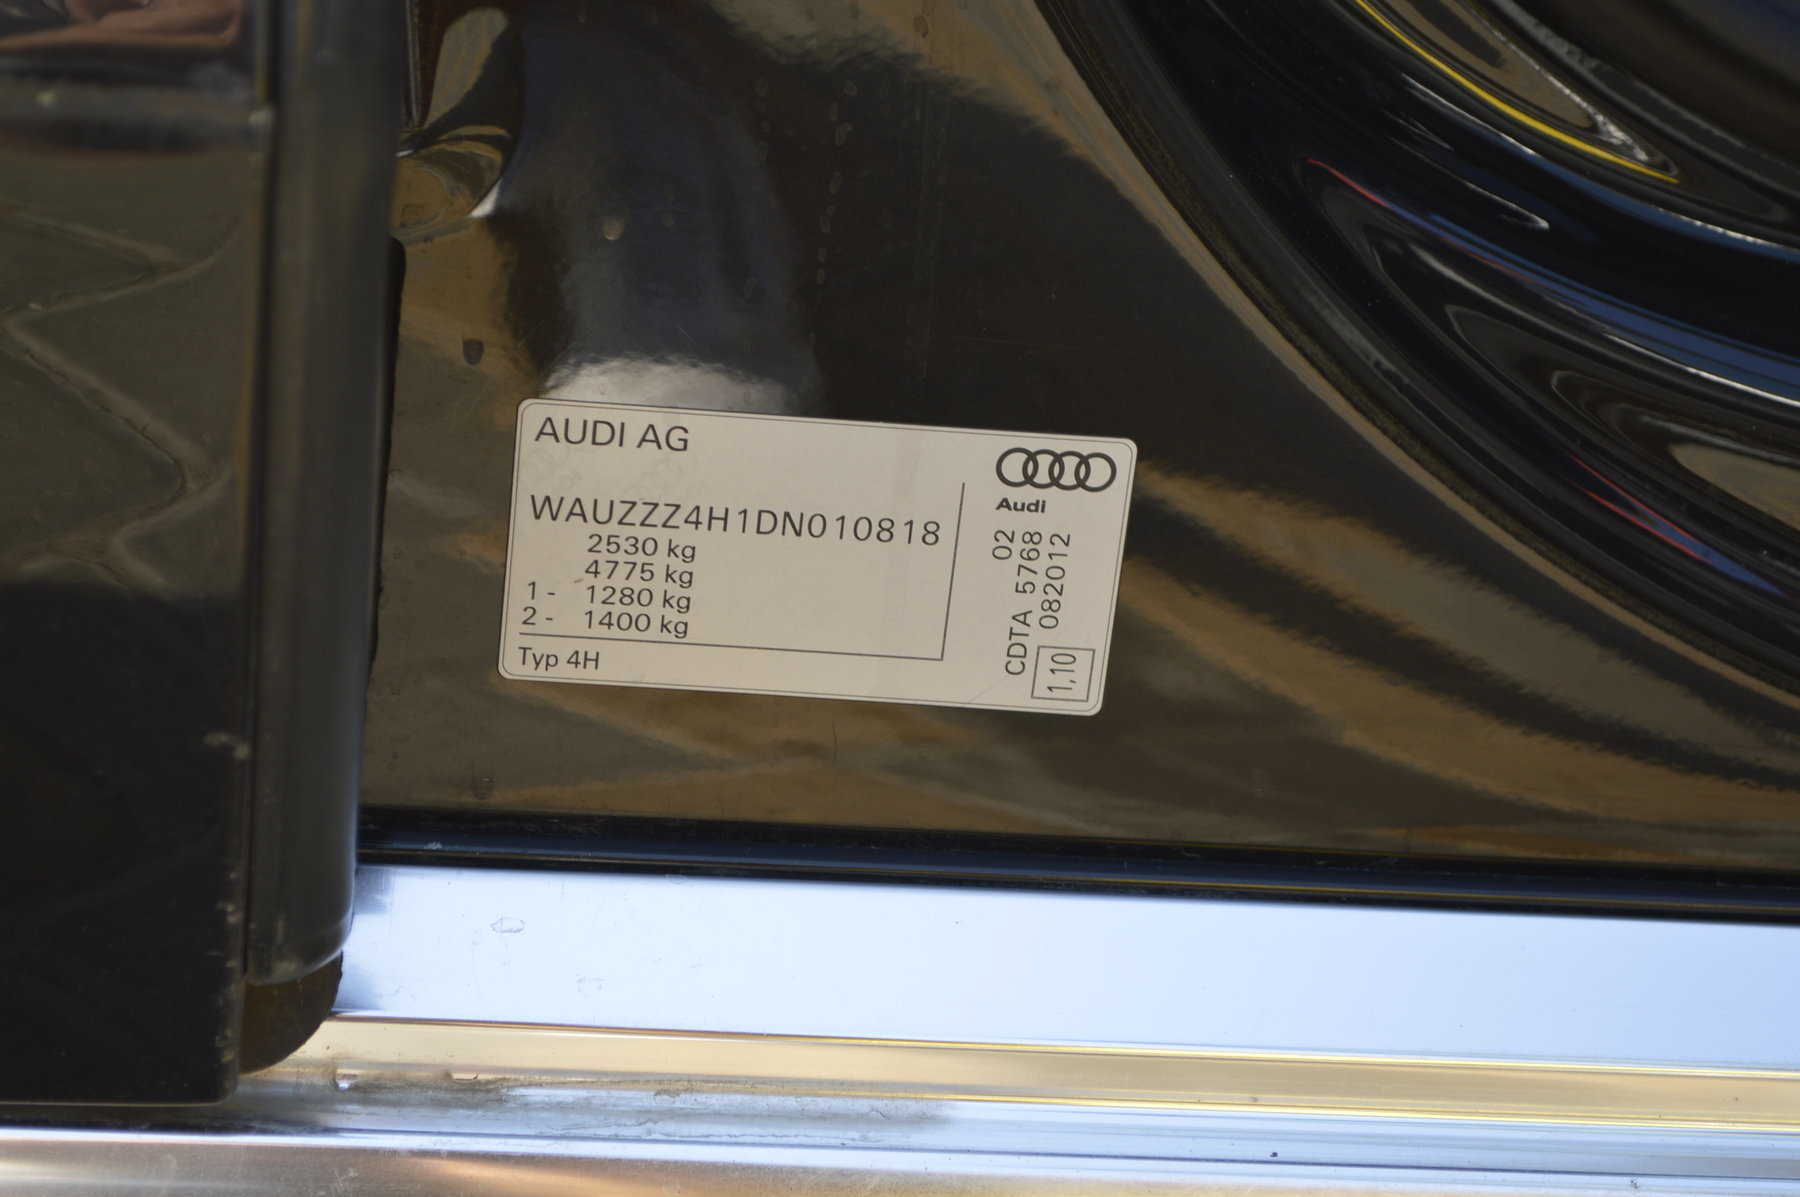 AUDI AG
WAUZZZ4H1DN010818
2530 kg
4775 kg
1 - 1280 kg
2 - 1400 kg
Typ 4H
Audi
02
CDTA 5768
082012
1,10